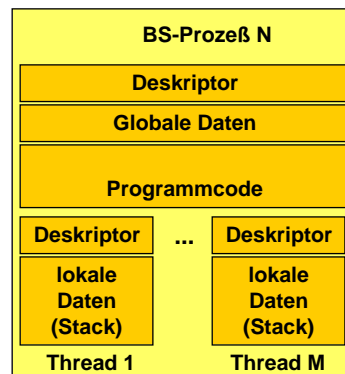 BS-Prozeß N
Deskriptor
Globale Daten
Programmcode
Deskriptor ... Deskriptor
lokale lokale
Daten Daten
(Stack) (Stack)
Thread 1 Thread M